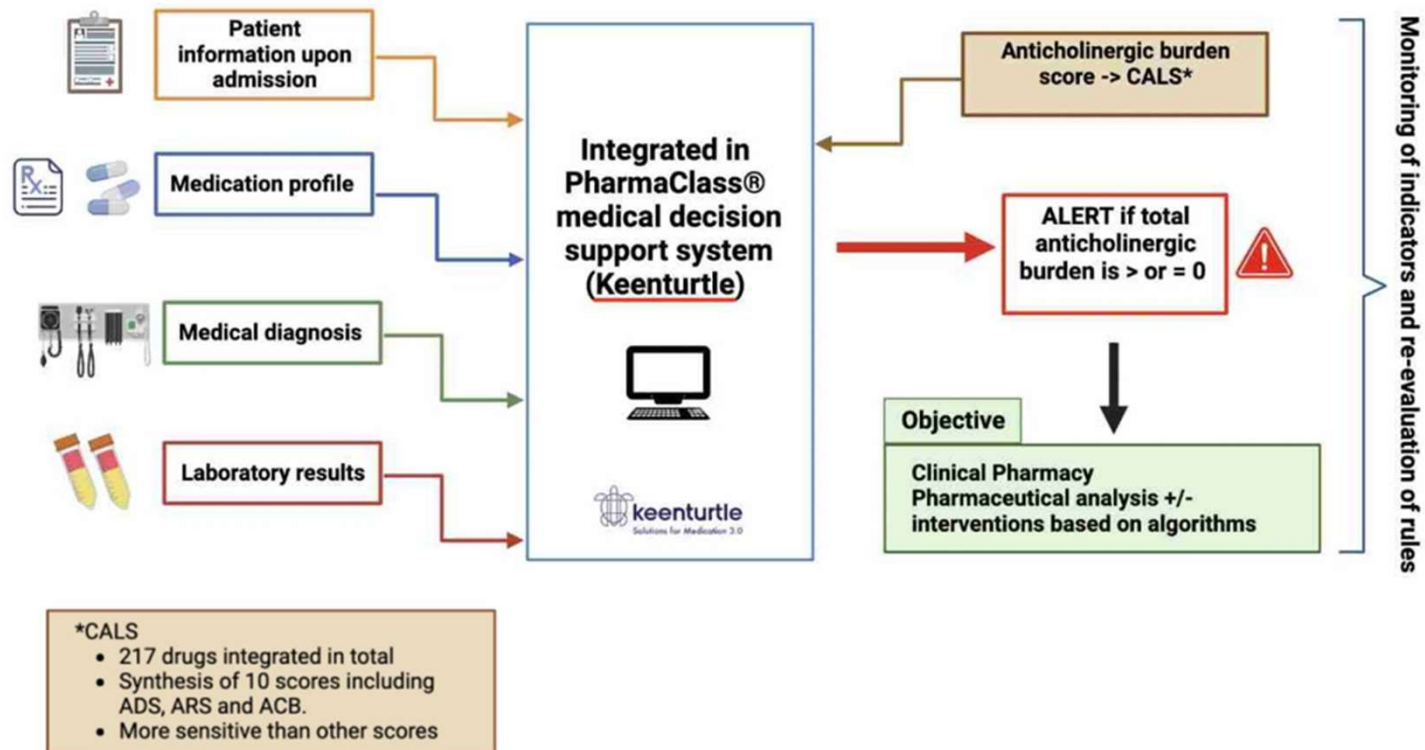 Patient
information upon
admission
Rx
Medication profile
Medical diagnosis
Laboratory results
Integrated in
PharmaClass®
medical decision
support system
(Keenturtle)
keenturtle
Solutions for Medication 3.0
Anticholinergic burden
score -> CALS*
ALERT if total
anticholinergic
burden is > or = 0
!
Objective
Clinical Pharmacy
Pharmaceutical analysis +/-
interventions based on algorithms
Monitoring of indicators and re-evaluation of rules
*CALS
• 217 drugs integrated in total
• Synthesis of 10 scores including
ADS, ARS and ACB.
• More sensitive than other scores